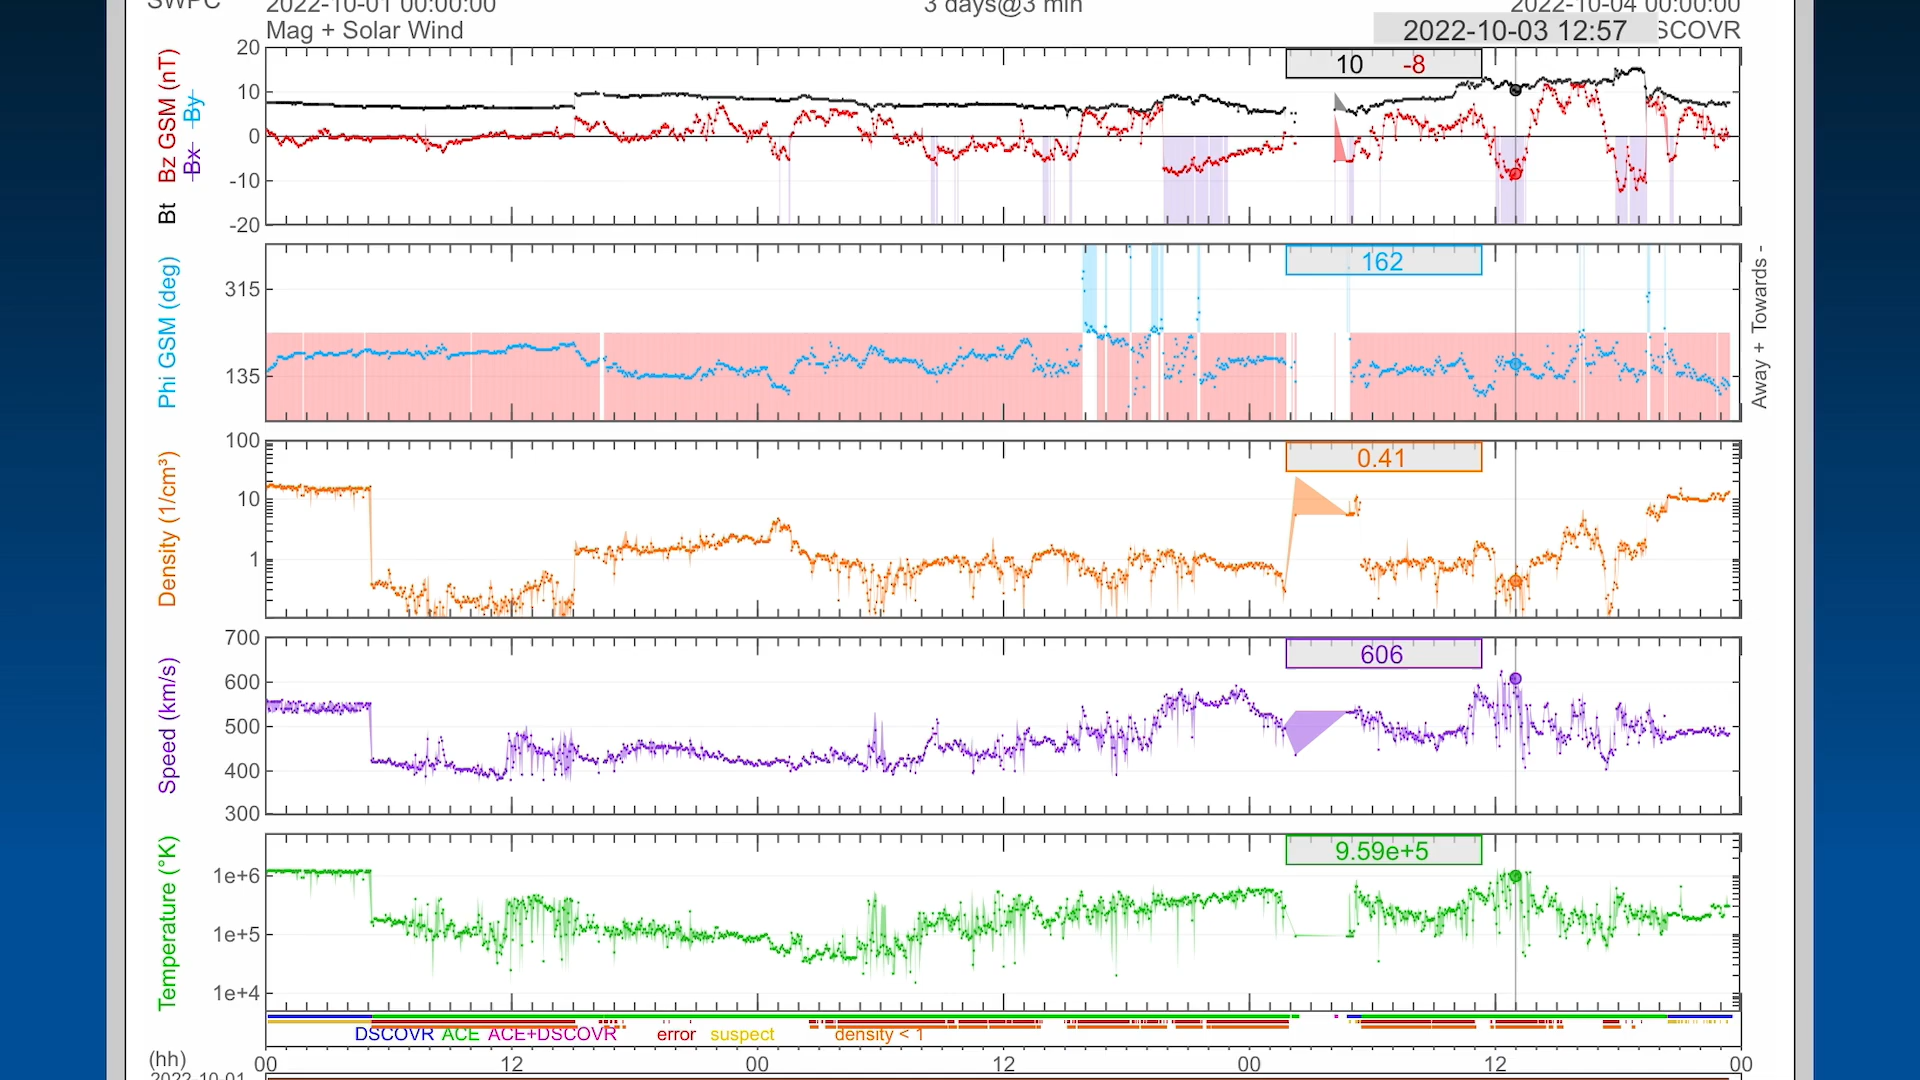 SWPC 2022-10-01 00:00:00 3 days@3 min 2022-10-04 00:00:00
Mag + Solar Wind 2022-10-03 12:57 SCOVR
Bt Bz GSM (nT)
Bx By
20
10
0
-10
-20
10 -8
Phi GSM (deg)
315
135
162
Away + Towards -
Density (1/cm³)
100
10
1
0.41
Speed (km/s)
700
600
500
400
300
606
Temperature (°K)
1e+6
1e+5
1e+4
9.59e+5
DSCOVR ACE ACE+DSCOVR error suspect density < 1
(hh) 00 12 00 12 00 12 00
2022-10-01